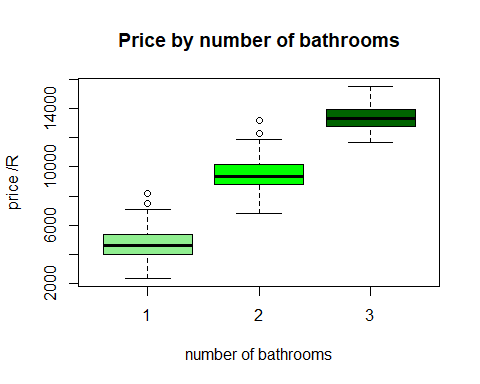 Price by number of bathrooms
price /R
14000
10000
6000
2000
1 2 3
number of bathrooms